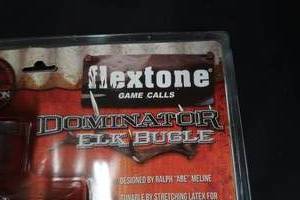 flextone®
GAME CALLS
DOMINATOR
ELK BUGLE
DESIGNED BY RALPH "ABE" MELINE
TUNABLE BY STRETCHING LATEX FOR